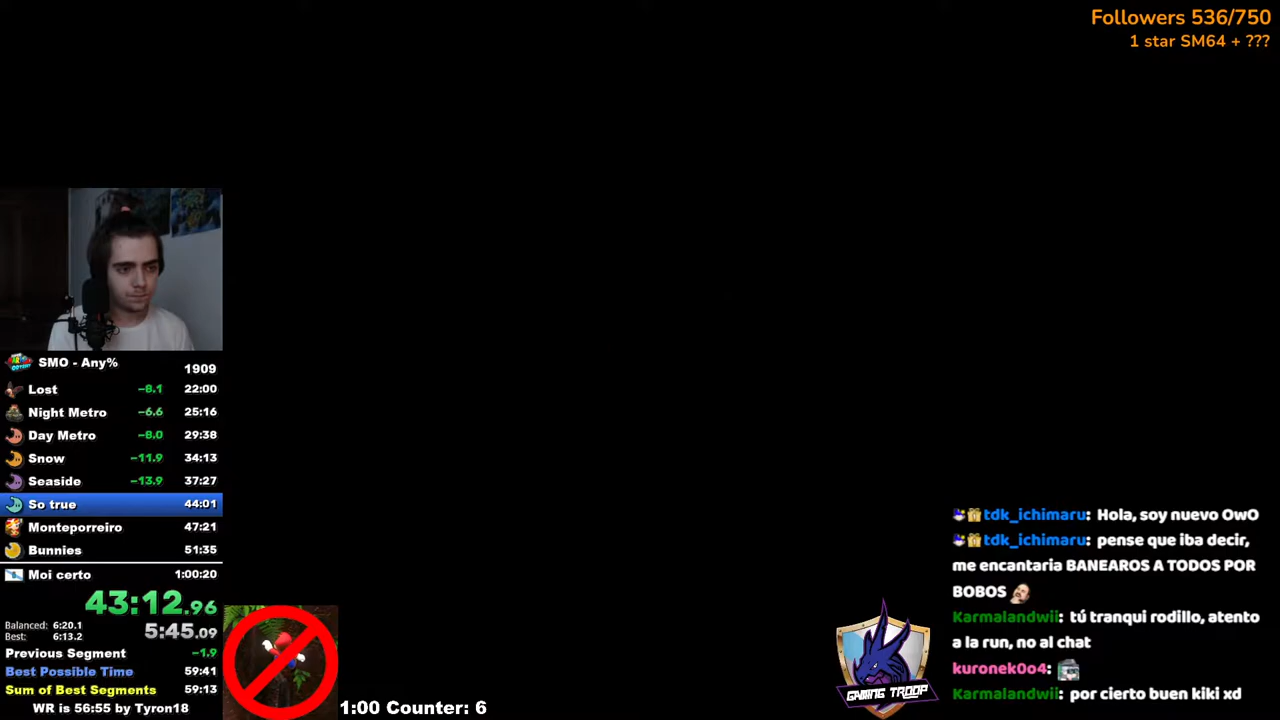 Followers 536/750
1 star SM64 + ???
SMO - Any%
1909
Lost -8.1 22:00
Night Metro -6.6 25:16
Day Metro -8.0 29:38
Snow -11.9 34:13
Seaside -13.9 37:27
So true 44:01
Monteporreiro 47:21
Bunnies 51:35
Moi certo 1:00:20
43:12.96
Balanced: 6:20.1
Best: 6:13.2
5:45.09
Previous Segment -1.9
Best Possible Time 59:41
Sum of Best Segments 59:13
WR is 56:55 by Tyron18
1:00 Counter: 6
GAMING TROOP
tdk_ichimaru: Hola, soy nuevo OwO
tdk_ichimaru: pense que iba decir,
me encantaria BANEAROS A TODOS POR
BOBOS
Karmalandwii: tú tranqui rodillo, atento
a la run, no al chat
kuronek0o4:
Karmalandwii: por cierto buen kiki xd